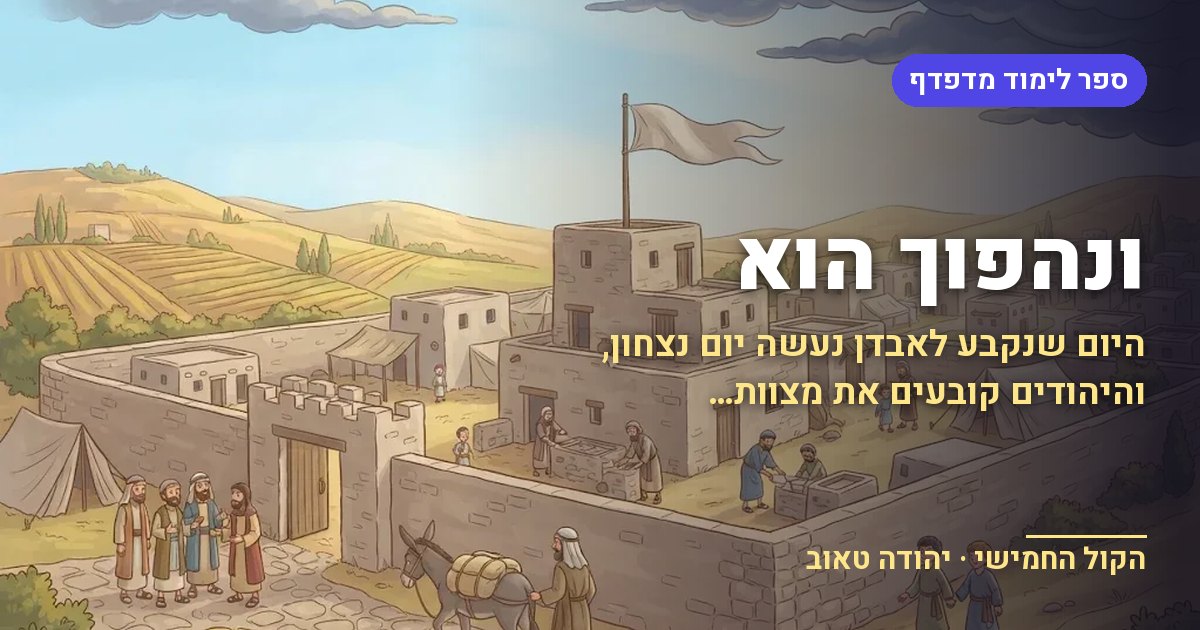 ספר לימוד מדפדף
ונהפוך הוא
היום שנקבע לאבדן נעשה יום נצחון,
והיהודים קובעים את מצוות...
הקול החמישי · יהודה טאוב